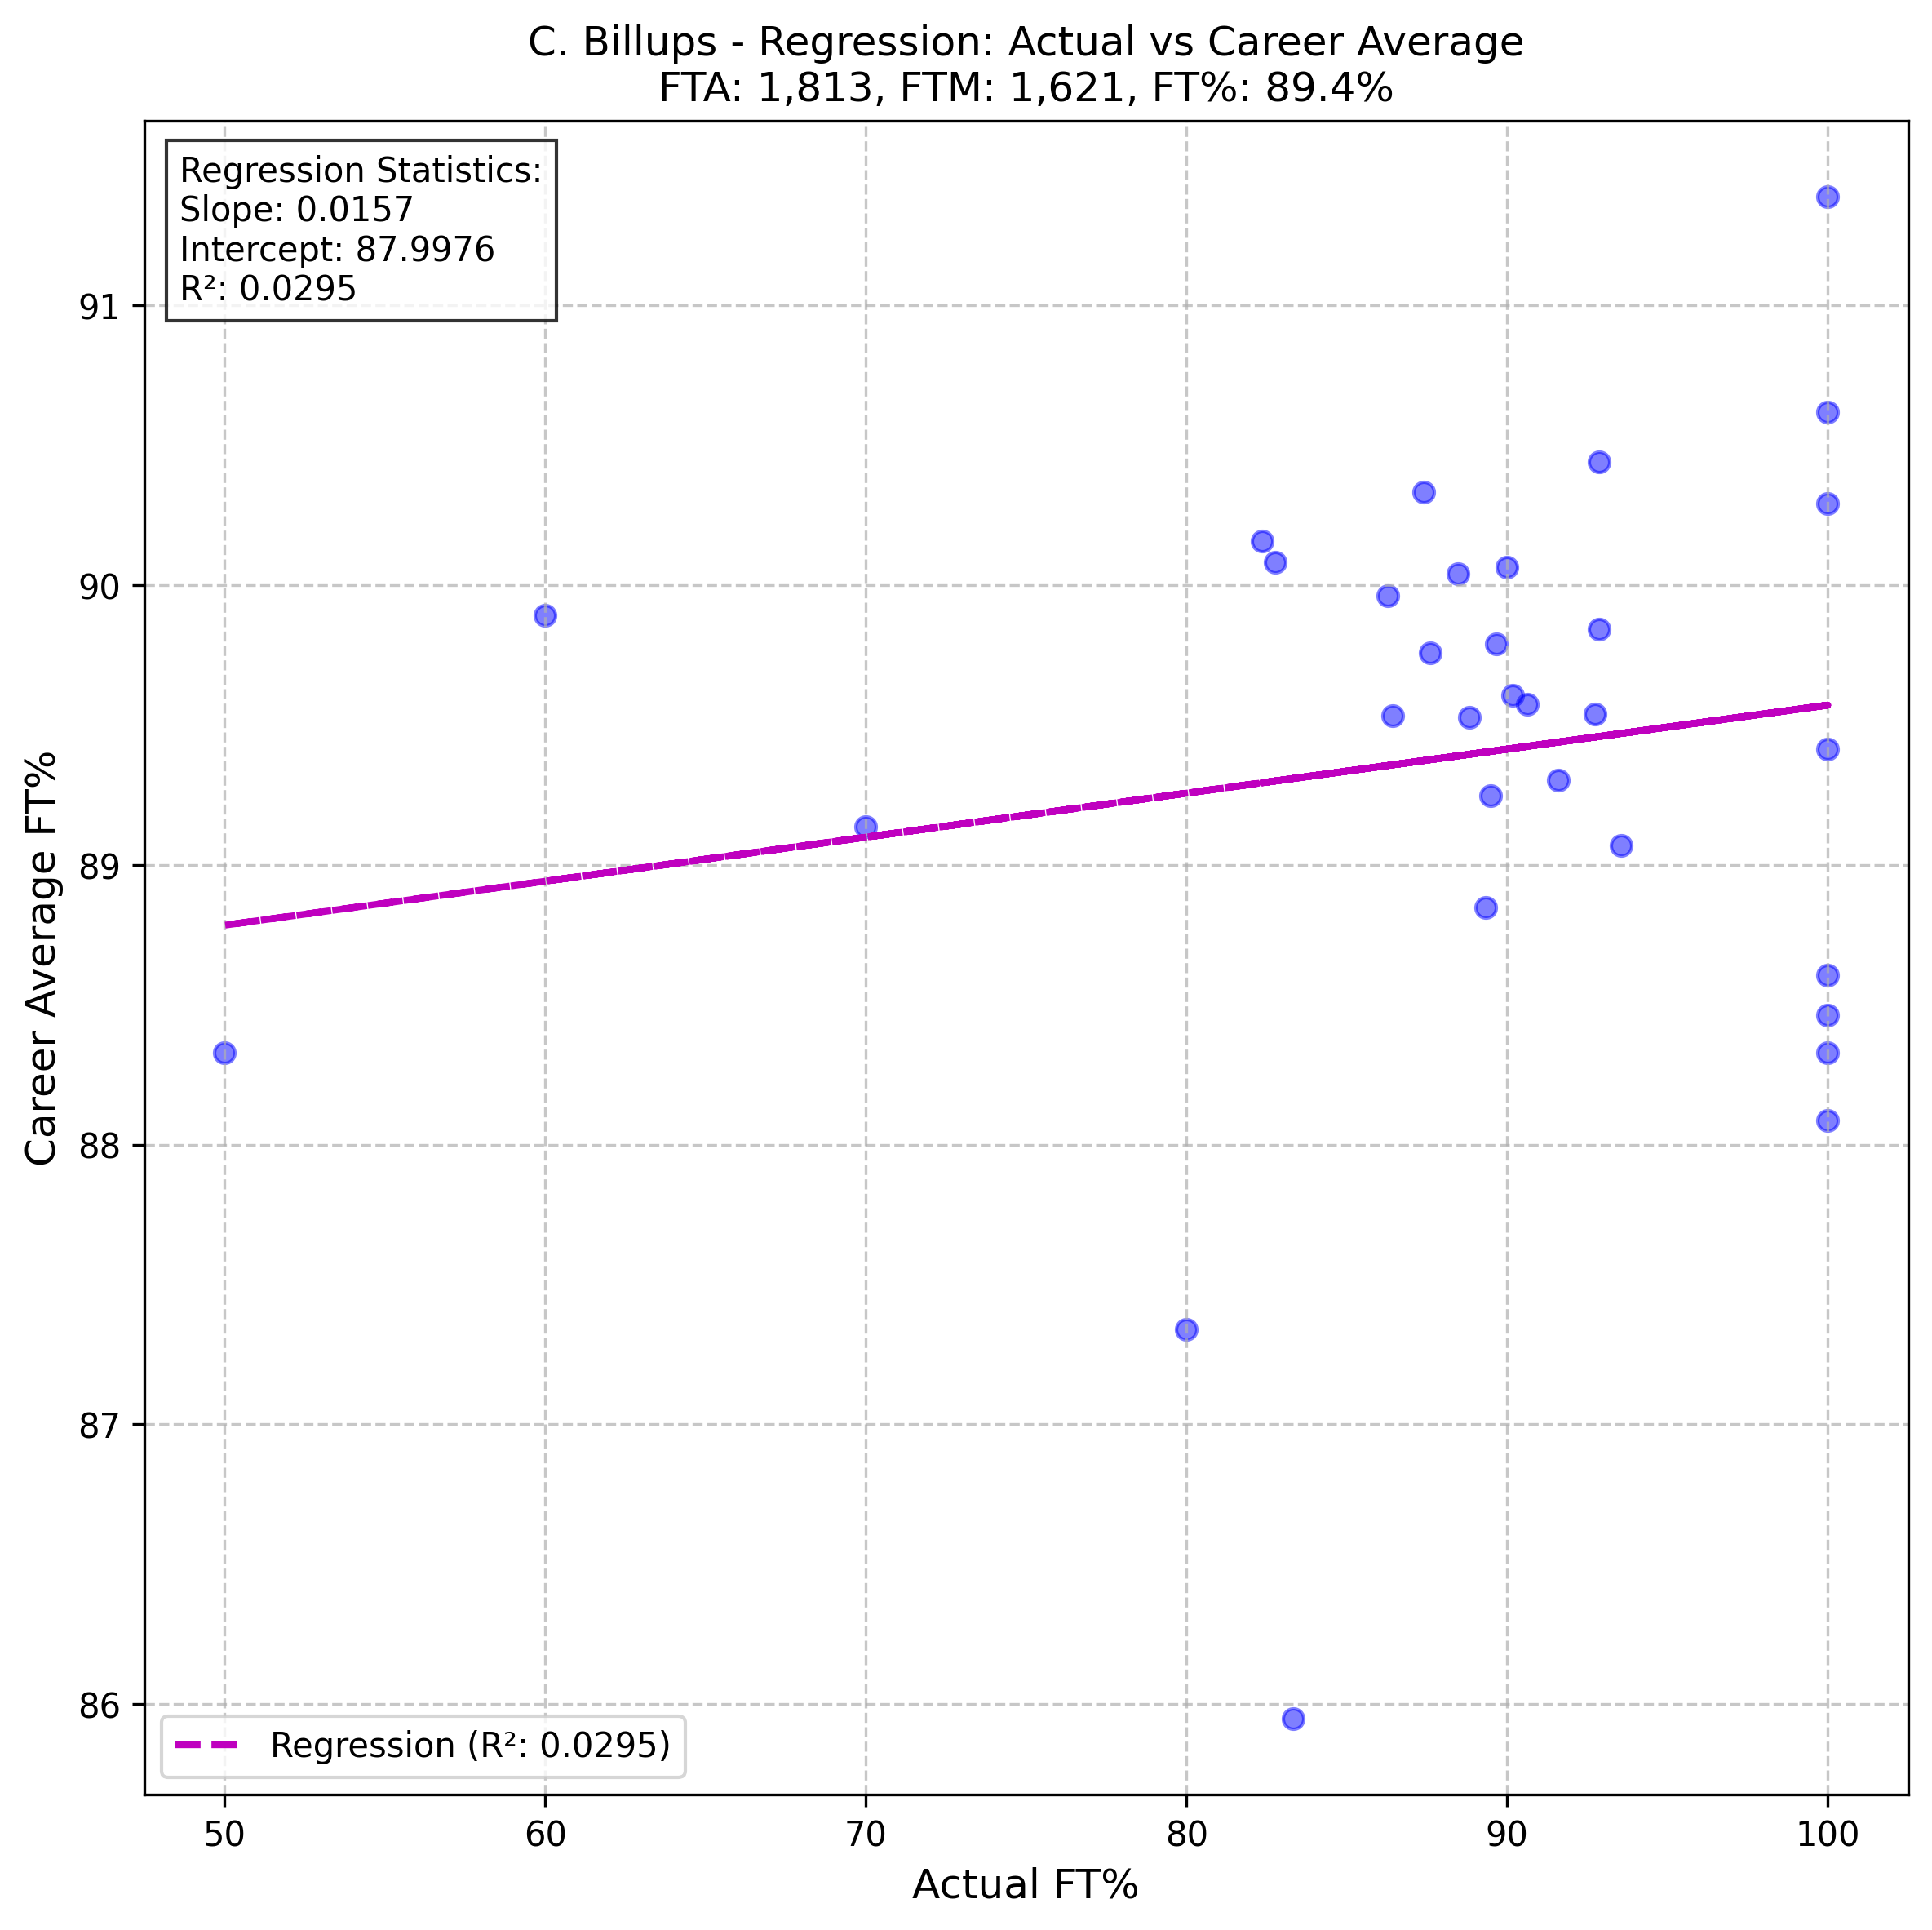 C. Billups - Regression: Actual vs Career Average
FTA: 1,813, FTM: 1,621, FT%: 89.4%
Regression Statistics:
Slope: 0.0157
Intercept: 87.9976
R²: 0.0295
91
90
89
88
87
86
Career Average FT%
Regression (R²: 0.0295)
50 60 70 80 90 100
Actual FT%